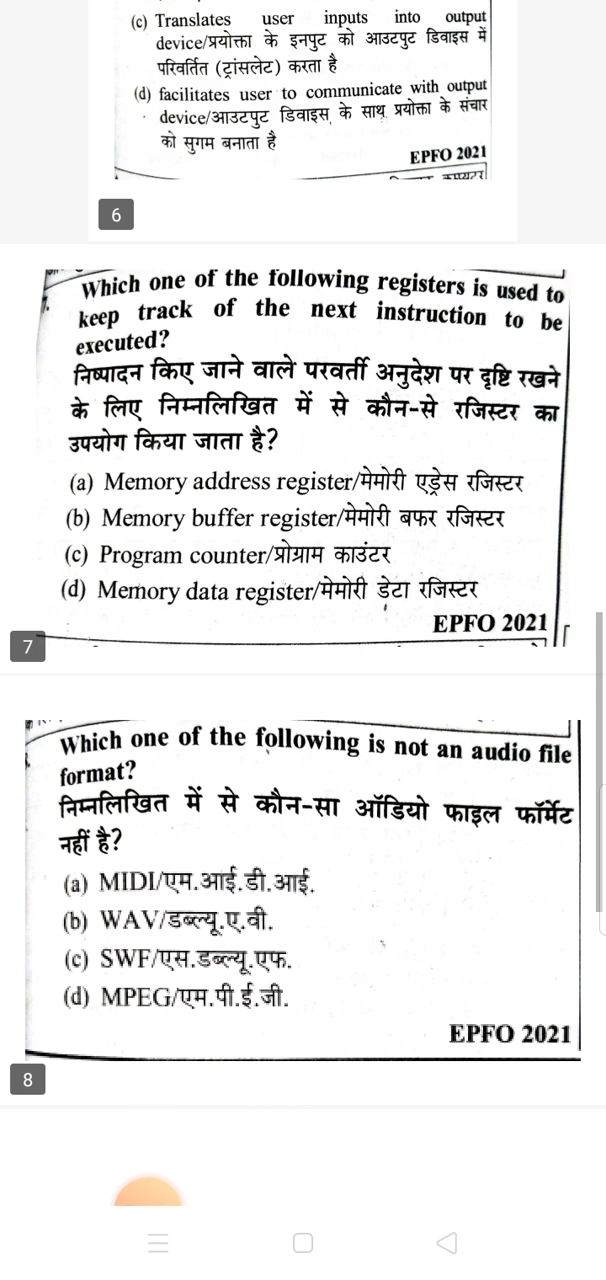 (c) Translates user inputs into output
device/प्रयोक्ता के इनपुट को आउटपुट डिवाइस में
परिवर्तित (ट्रांसलेट) करता है
(d) facilitates user to communicate with output
device/आउटपुट डिवाइस के साथ प्रयोक्ता के संचार
को सुगम बनाता है
EPFO 2021
6
7.
Which one of the following registers is used to
keep track of the next instruction to be
executed?
निष्पादन किए जाने वाले परवर्ती अनुदेश पर दृष्टि रखने
के लिए निम्नलिखित में से कौन-से रजिस्टर का
उपयोग किया जाता है?
(a) Memory address register/मेमोरी एड्रेस रजिस्टर
(b) Memory buffer register/मेमोरी बफर रजिस्टर
(c) Program counter/प्रोग्राम काउंटर
(d) Memory data register/मेमोरी डेटा रजिस्टर
EPFO 2021
7
Which one of the following is not an audio file
format?
निम्नलिखित में से कौन-सा ऑडियो फाइल फॉर्मेट
नहीं है?
(a) MIDI/एम.आई.डी.आई.
(b) WAV/डब्ल्यू.ए.वी.
(c) SWF/एस.डब्ल्यू.एफ.
(d) MPEG/एम.पी.ई.जी.
EPFO 2021
8